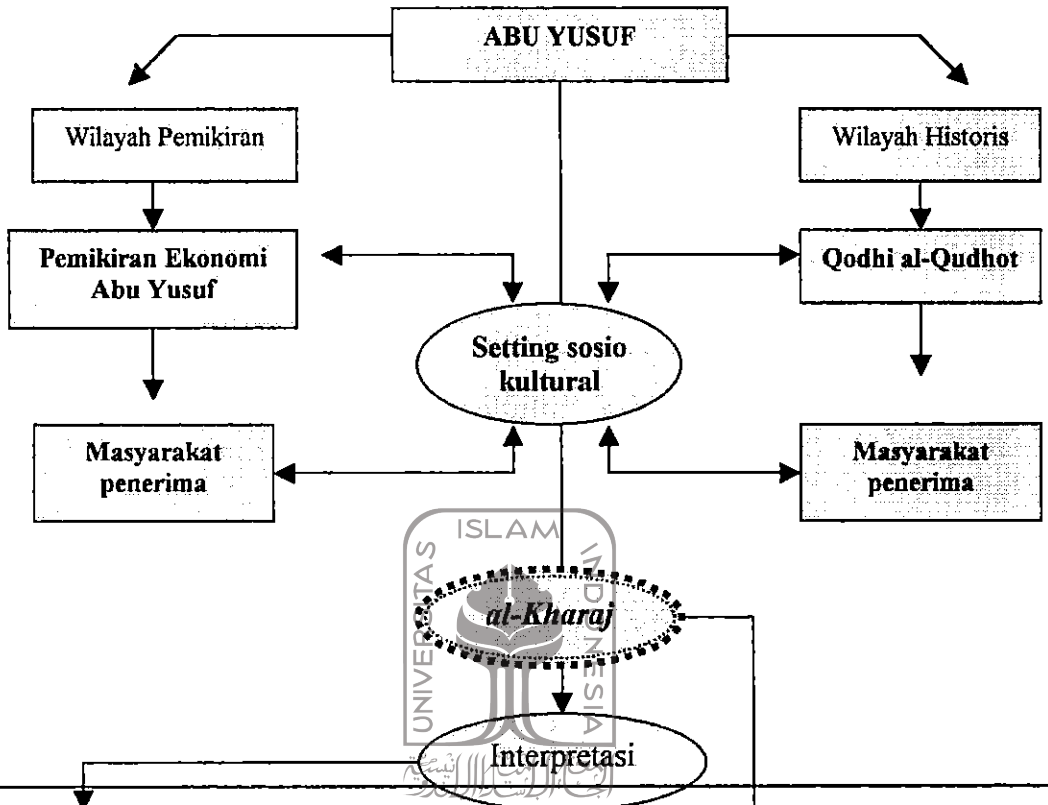 ABU YUSUF
Wilayah Pemikiran
Wilayah Historis
Pemikiran Ekonomi
Abu Yusuf
Qodhi al-Qudhot
Setting sosio
kultural
Masyarakat
penerima
Masyarakat
penerima
ISLAM
UNIVERSITAS
INDONESIA
al-Kharaj
Interpretasi